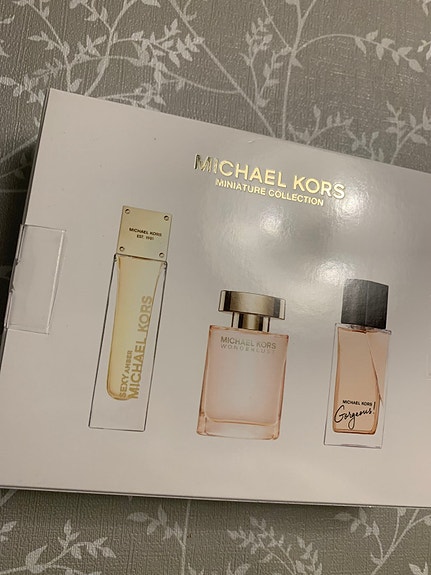 MICHAEL KORS
MINIATURE COLLECTION
MICHAEL KORS
EST. 1981
SEXY AMBER
MICHAEL KORS
MICHAEL KORS
WONDERLUST
MICHAEL KORS
Gorgeous!